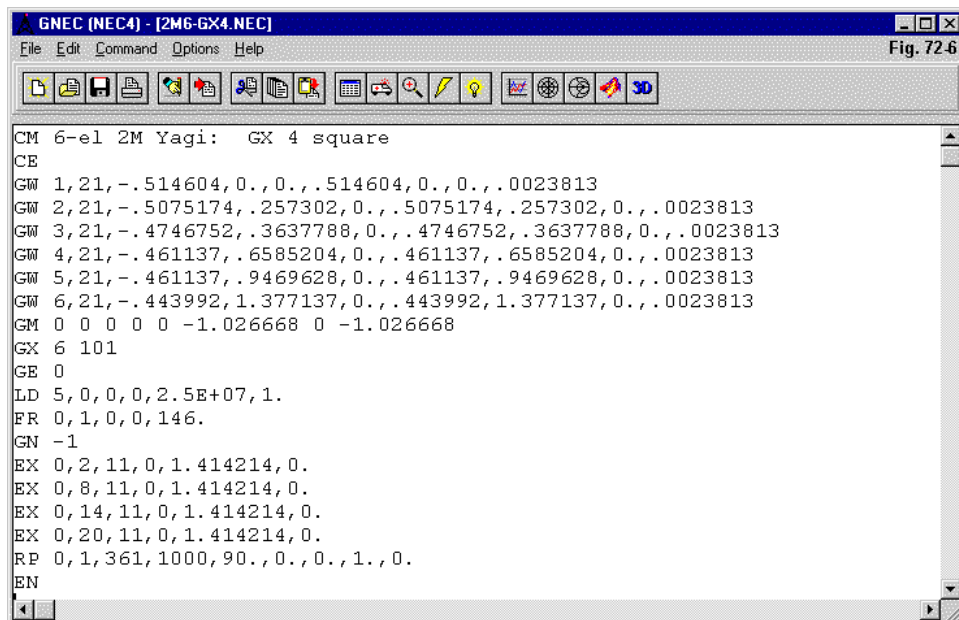 GNEC (NEC4) - [2M6-GX4.NEC]
File Edit Command Options Help
Fig. 72-6
3D
CM 6-el 2M Yagi: GX 4 square
CE
GW 1,21,-.514604,0.,0.,.514604,0.,0.,.0023813
GW 2,21,-.5075174,.257302,0.,.5075174,.257302,0.,.0023813
GW 3,21,-.4746752,.3637788,0.,.4746752,.3637788,0.,.0023813
GW 4,21,-.461137,.6585204,0.,.461137,.6585204,0.,.0023813
GW 5,21,-.461137,.9469628,0.,.461137,.9469628,0.,.0023813
GW 6,21,-.443992,1.377137,0.,.443992,1.377137,0.,.0023813
GM 0 0 0 0 0 -1.026668 0 -1.026668
GX 6 101
GE 0
LD 5,0,0,0,2.5E+07,1.
FR 0,1,0,0,146.
GN -1
EX 0,2,11,0,1.414214,0.
EX 0,8,11,0,1.414214,0.
EX 0,14,11,0,1.414214,0.
EX 0,20,11,0,1.414214,0.
RP 0,1,361,1000,90.,0.,0.,1.,0.
EN